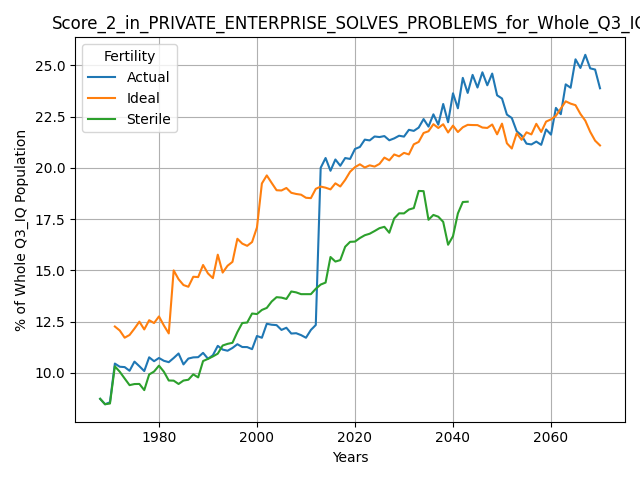 Score_2_in_PRIVATE_ENTERPRISE_SOLVES_PROBLEMS_for_Whole_Q3_IQ
Fertility
Actual
Ideal
Sterile
% of Whole Q3_IQ Population
25.0
22.5
20.0
17.5
15.0
12.5
10.0
1980 2000 2020 2040 2060
Years